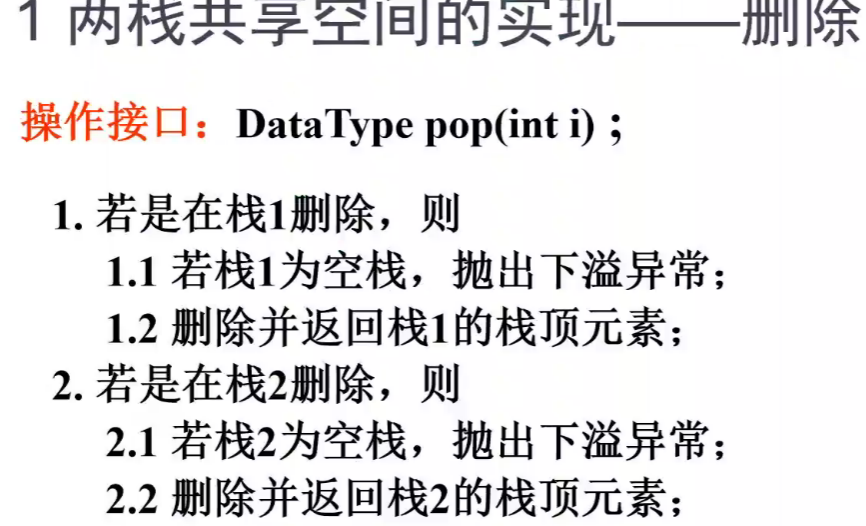 1 两栈共享空间的实现——删除
操作接口：DataType pop(int i)；
1. 若是在栈1删除，则
1.1 若栈1为空栈，抛出下溢异常；
1.2 删除并返回栈1的栈顶元素；
2. 若是在栈2删除，则
2.1 若栈2为空栈，抛出下溢异常；
2.2 删除并返回栈2的栈顶元素；